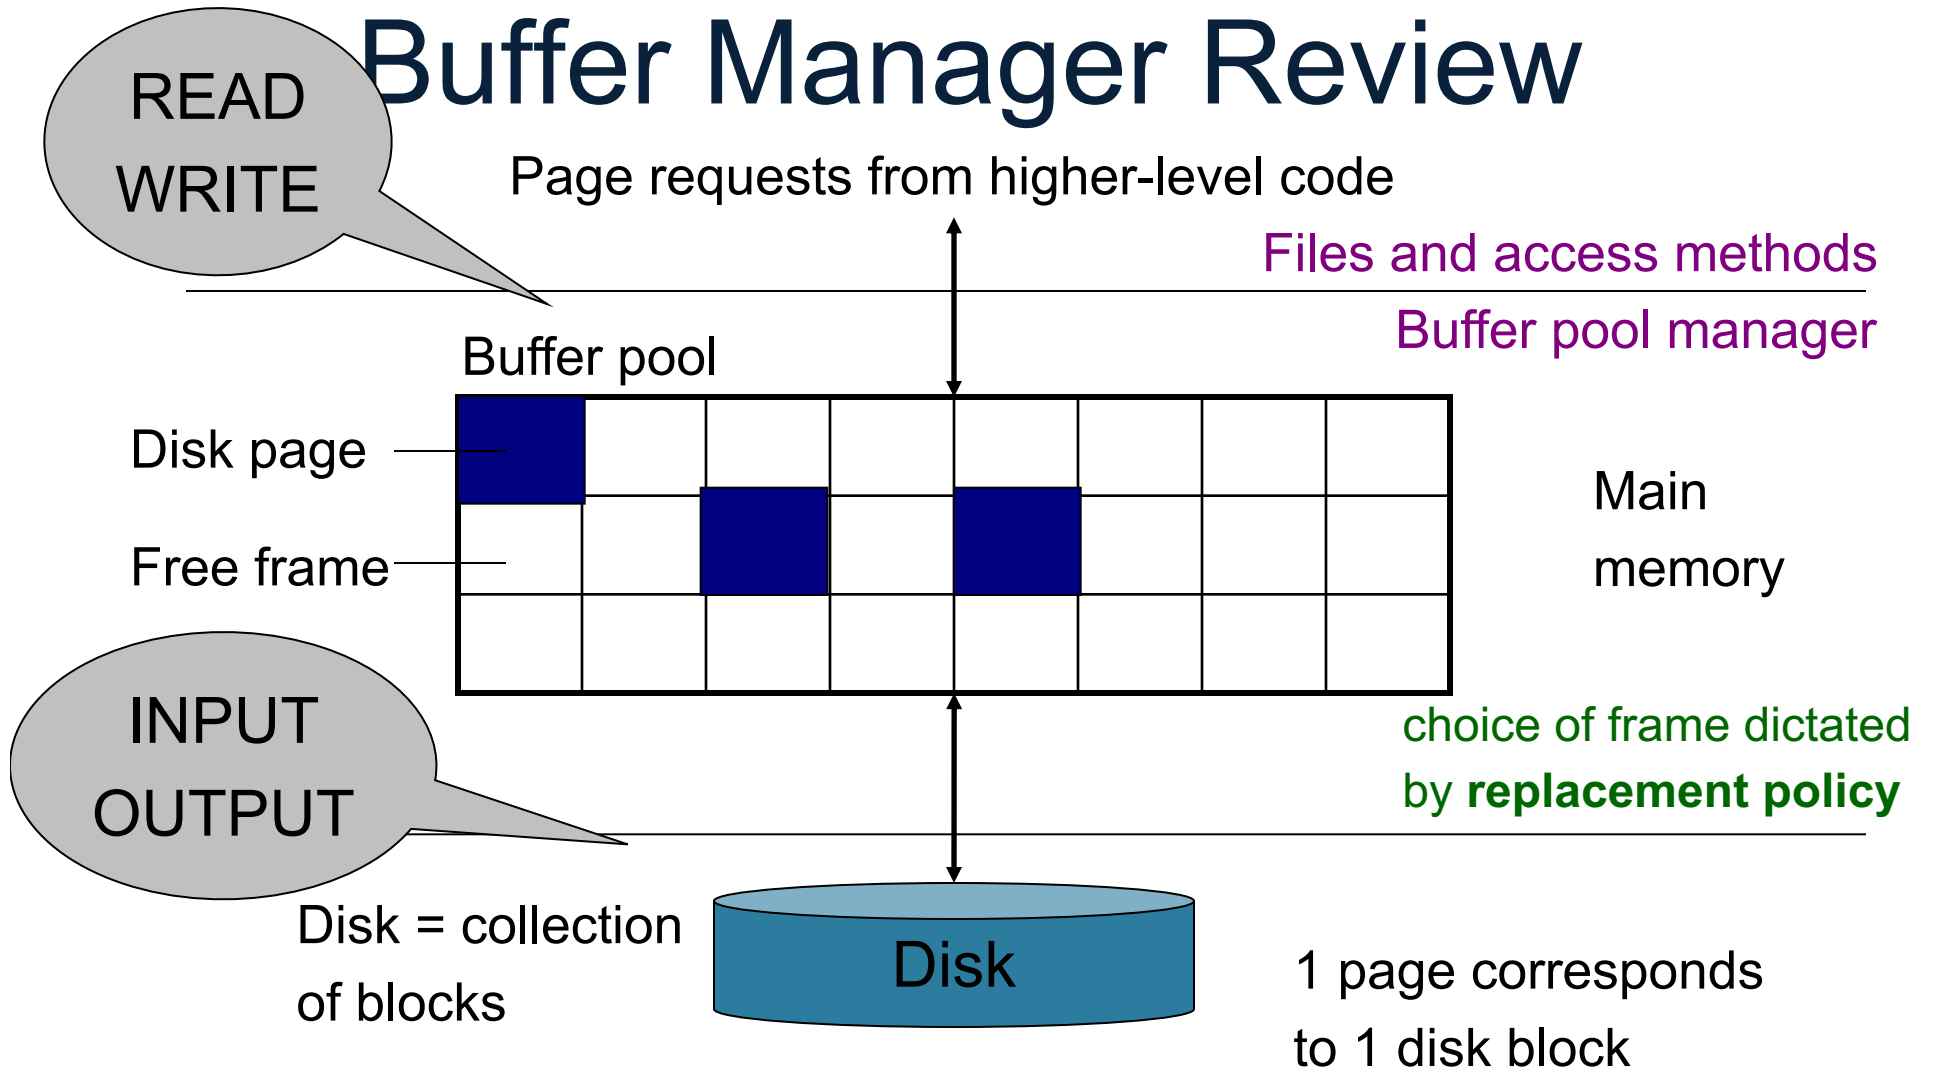 Buffer Manager Review
READ
WRITE
Page requests from higher-level code
Files and access methods
Buffer pool manager
Buffer pool
Disk page
Free frame
Main
memory
INPUT
OUTPUT
choice of frame dictated
by replacement policy
Disk = collection
of blocks
Disk
1 page corresponds
to 1 disk block